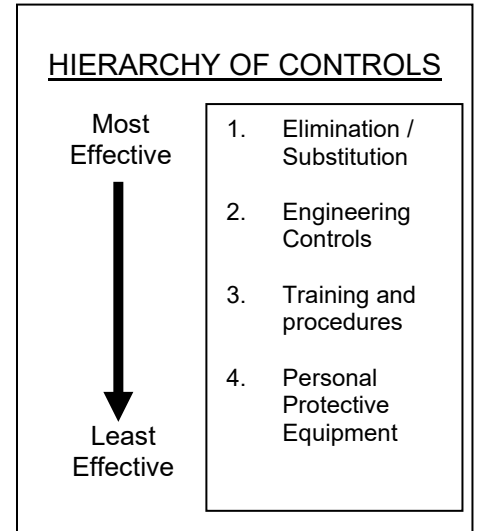 HIERARCHY OF CONTROLS
Most
Effective
Least
Effective
1. Elimination /
Substitution
2. Engineering
Controls
3. Training and
procedures
4. Personal
Protective
Equipment